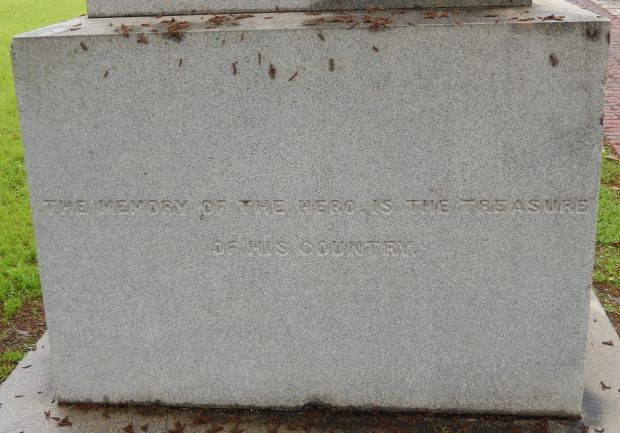 THE MEMORY OF THE HERO IS THE TREASURE
OF HIS COUNTRY.